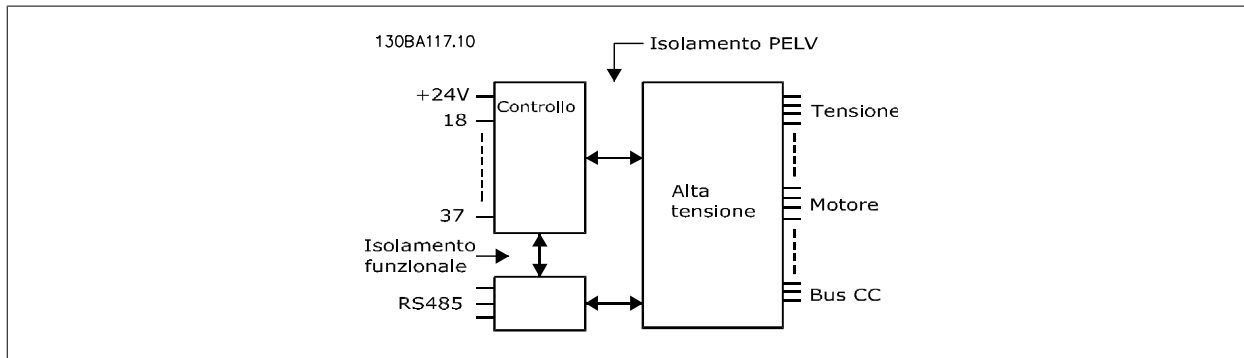 130BA117.10
Isolamento PELV
+24V
Controllo
18
37
Tensione
Alta
tensione
Motore
Isolamento
funzionale
RS485
Bus CC